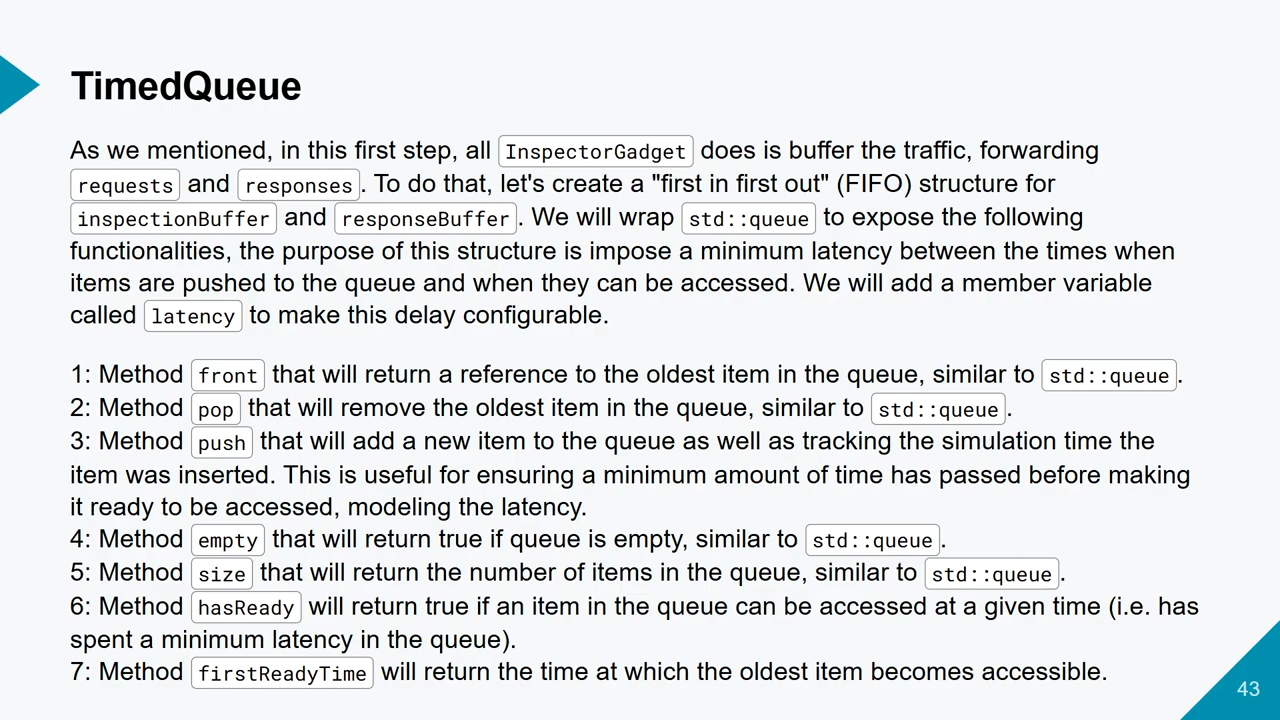 TimedQueue
As we mentioned, in this first step, all InspectorGadget does is buffer the traffic, forwarding
requests and responses. To do that, let's create a "first in first out" (FIFO) structure for
inspectionBuffer and responseBuffer. We will wrap std::queue to expose the following
functionalities, the purpose of this structure is impose a minimum latency between the times when
items are pushed to the queue and when they can be accessed. We will add a member variable
called latency to make this delay configurable.
1: Method front that will return a reference to the oldest item in the queue, similar to std::queue.
2: Method pop that will remove the oldest item in the queue, similar to std::queue.
3: Method push that will add a new item to the queue as well as tracking the simulation time the
item was inserted. This is useful for ensuring a minimum amount of time has passed before making
it ready to be accessed, modeling the latency.
4: Method empty that will return true if queue is empty, similar to std::queue.
5: Method size that will return the number of items in the queue, similar to std::queue.
6: Method hasReady will return true if an item in the queue can be accessed at a given time (i.e. has
spent a minimum latency in the queue).
7: Method firstReadyTime will return the time at which the oldest item becomes accessible.
43